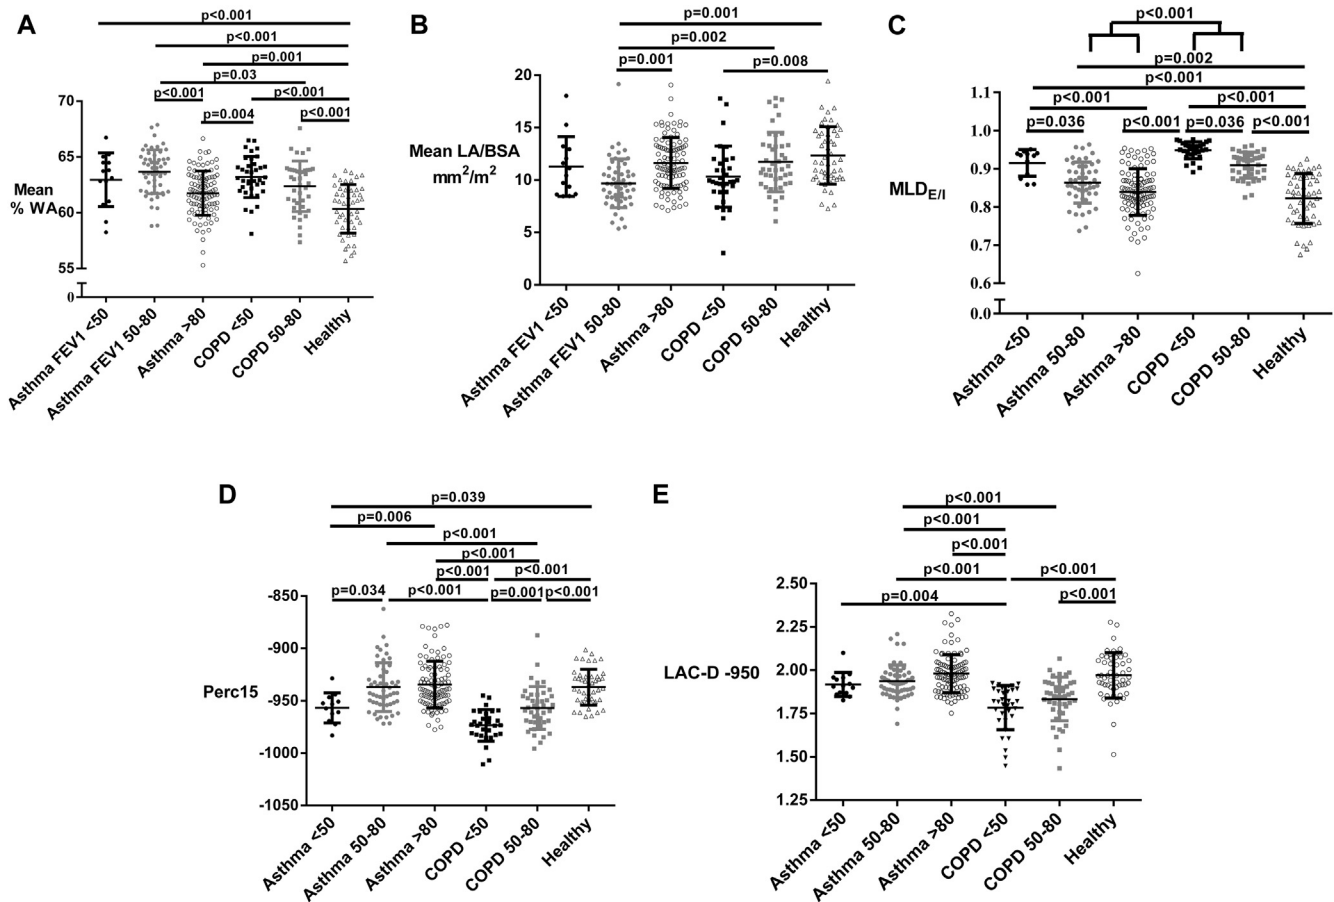 A
p<0.001
p<0.001
p=0.001
p=0.03
p<0.001
p<0.001
p=0.004
p<0.001
70
65
60
55
0
Mean
% WA
Asthma FEV1 <50
Asthma FEV1 50-80
Asthma >80
COPD <50
COPD 50-80
Healthy
B
p=0.001
p=0.002
p=0.001
p=0.008
20
15
10
5
0
Mean LA/BSA
mm²/m²
Asthma FEV1 <50
Asthma FEV1 50-80
Asthma >80
COPD <50
COPD 50-80
Healthy
C
p<0.001
p=0.002
p<0.001
p<0.001
p<0.001
p=0.036
p<0.001
p=0.036
p<0.001
1.1
1.0
0.9
0.8
0.7
0.6
0.0
MLD_E/I
Asthma <50
Asthma 50-80
Asthma >80
COPD <50
COPD 50-80
Healthy
D
p=0.039
p=0.006
p<0.001
p<0.001
p<0.001
p<0.001
p=0.034
p<0.001
p=0.001
p<0.001
-850
-900
-950
-1000
-1050
Perc15
Asthma <50
Asthma 50-80
Asthma >80
COPD <50
COPD 50-80
Healthy
E
p<0.001
p<0.001
p<0.001
p<0.001
p<0.001
p=0.004
p<0.001
2.50
2.25
2.00
1.75
1.50
1.25
LAC-D -950
Asthma <50
Asthma 50-80
Asthma >80
COPD <50
COPD 50-80
Healthy